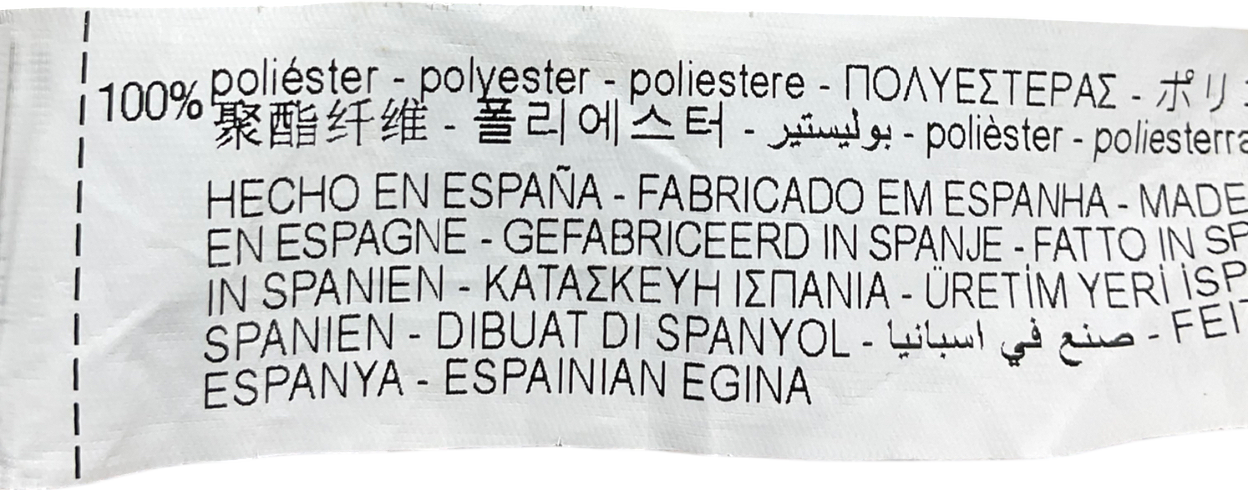 100% poliéster - polyester - poliestere - ΠΟΛΥΕΣΤΕΡΑΣ - ポリ
聚酯纤维 - 폴리에스터 - بوليستير - polièster - poliesterra
HECHO EN ESPAÑA - FABRICADO EM ESPANHA - MADE
EN ESPAGNE - GEFABRICEERD IN SPANJE - FATTO IN SP
IN SPANIEN - ΚΑΤΑΣΚΕΥΗ ΙΣΠΑΝΙΑ - ÜRETİM YERİ İSP
SPANIEN - DIBUAT DI SPANYOL - صنع في اسبانيا - FEIT
ESPANYA - ESPAINIAN EGINA